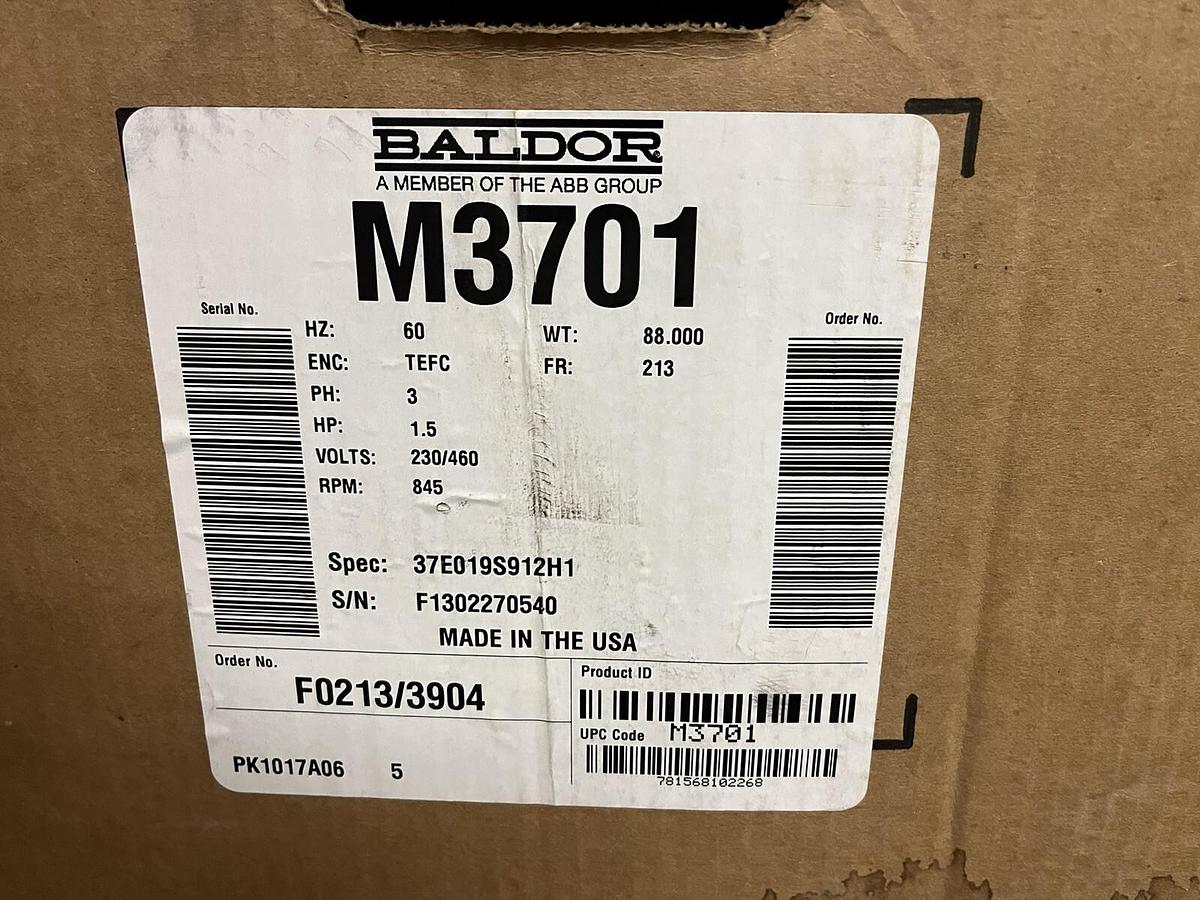 BALDOR
A MEMBER OF THE ABB GROUP
M3701
Serial No.
Order No.
HZ: 60 WT: 88.000
ENC: TEFC FR: 213
PH: 3
HP: 1.5
VOLTS: 230/460
RPM: 845
Spec: 37E019S912H1
S/N: F1302270540
MADE IN THE USA
Order No.
F0213/3904
Product ID
UPC Code M3701
781568102268
PK1017A06 5